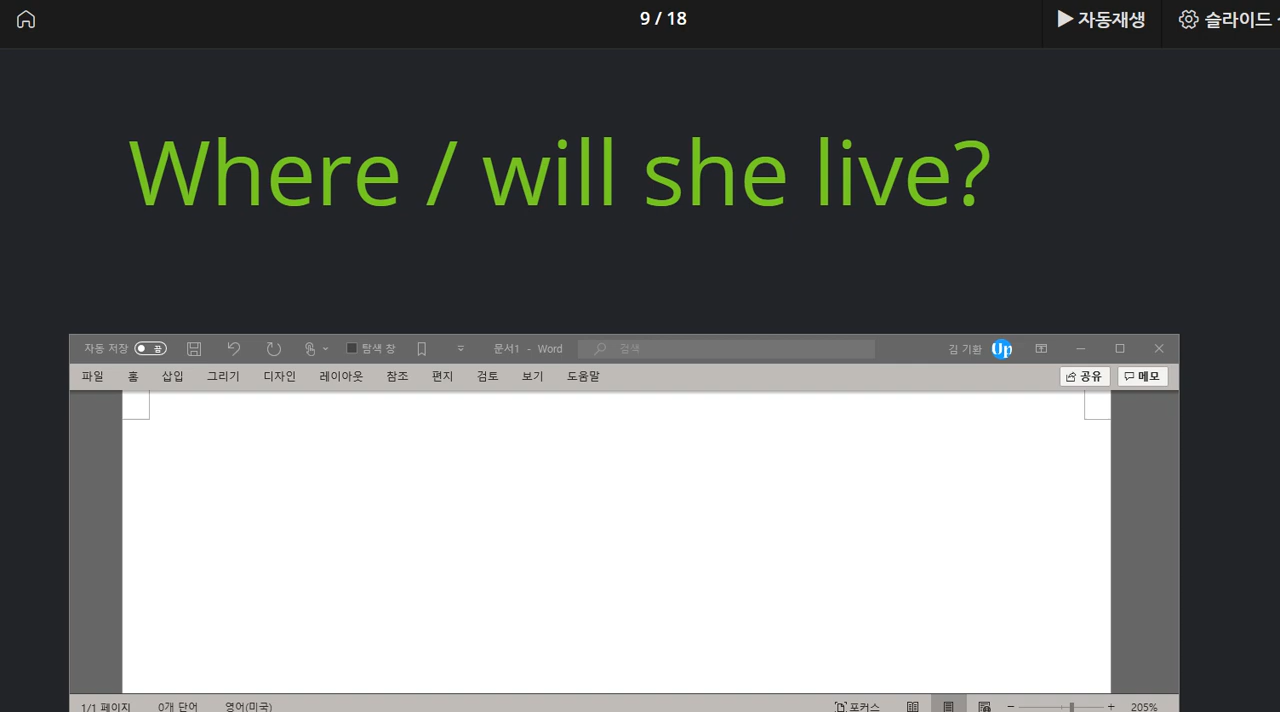 9 / 18
▶ 자동재생
슬라이드
Where / will she live?
자동 저장 끔
탐색 창
문서1 - Word
검색
김 기환
Up
파일 홈 삽입 그리기 디자인 레이아웃 참조 편지 검토 보기 도움말
공유 메모
1/1 페이지 0개 단어 영어(미국)
포커스
205%